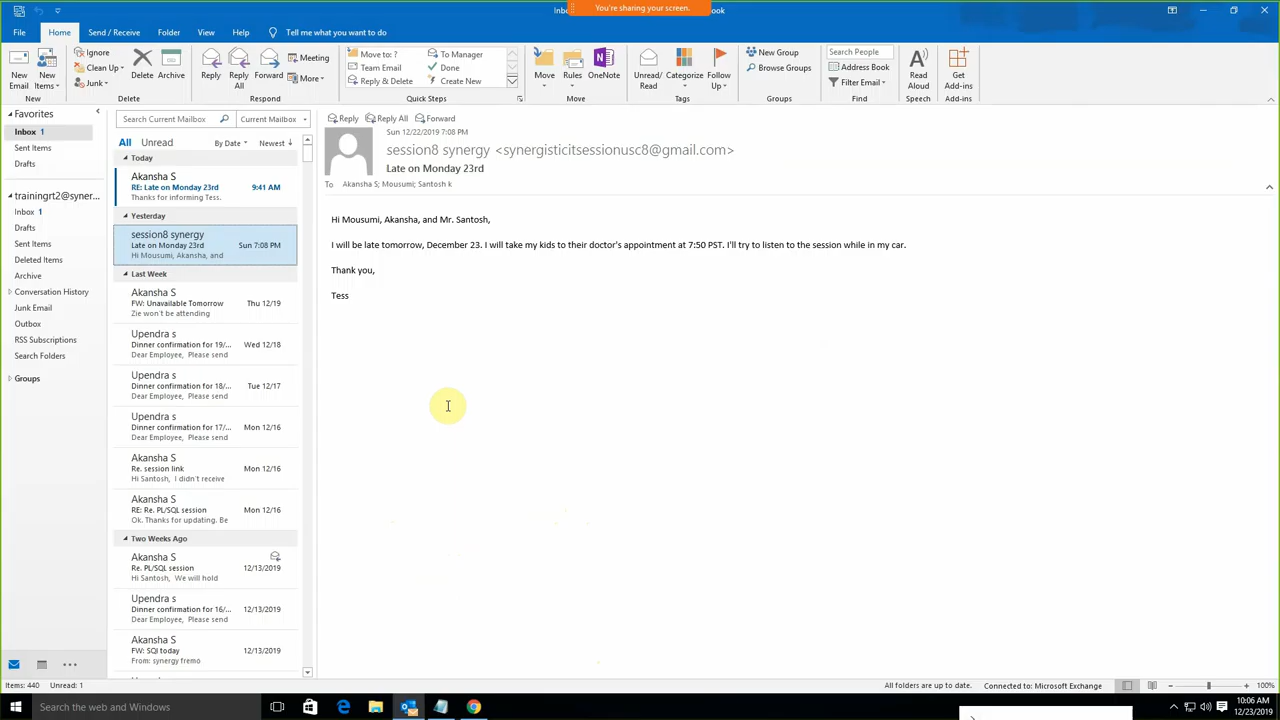 You're sharing your screen.
Inbo
ook
File Home Send / Receive Folder View Help Tell me what you want to do
New Email
New Items
New
Ignore
Clean Up
Junk
Delete
Archive
Delete
Reply
Reply All
Forward
Meeting
More
Respond
Move to: ?
Team Email
Reply & Delete
To Manager
Done
Create New
Quick Steps
Move
Rules
OneNote
Move
Unread/ Read
Categorize
Follow Up
Tags
New Group
Browse Groups
Groups
Search People
Address Book
Filter Email
Find
Read Aloud
Speech
Get Add-ins
Add-ins
Favorites
Inbox 1
Sent Items
Drafts
trainingrt2@syner...
Inbox 1
Drafts
Sent Items
Deleted Items
Archive
Conversation History
Junk Email
Outbox
RSS Subscriptions
Search Folders
Groups
Search Current Mailbox
Current Mailbox
All Unread By Date Newest ↓
Today
Akansha S
RE: Late on Monday 23rd 9:41 AM
Thanks for informing Tess.
Yesterday
session8 synergy
Late on Monday 23rd Sun 7:08 PM
Hi Mousumi, Akansha, and
Last Week
Akansha S
FW: Unavailable Tomorrow Thu 12/19
Zie won't be attending
Upendra s
Dinner confirmation for 19/... Wed 12/18
Dear Employee, Please send
Upendra s
Dinner confirmation for 18/... Tue 12/17
Dear Employee, Please send
Upendra s
Dinner confirmation for 17/... Mon 12/16
Dear Employee, Please send
Akansha S
Re. session link Mon 12/16
Hi Santosh, I didn't receive
Akansha S
RE: Re. PL/SQL session Mon 12/16
Ok. Thanks for updating. Be
Two Weeks Ago
Akansha S
Re. PL/SQL session 12/13/2019
Hi Santosh, We will hold
Upendra s
Dinner confirmation for 16/... 12/13/2019
Dear Employee, Please send
Akansha S
FW: SQl today 12/13/2019
From: synergy fremo
Reply Reply All Forward
Sun 12/22/2019 7:08 PM
session8 synergy <synergisticitsessionusc8@gmail.com>
Late on Monday 23rd
To Akansha S; Mousumi; Santosh k
Hi Mousumi, Akansha, and Mr. Santosh,
I will be late tomorrow, December 23. I will take my kids to their doctor's appointment at 7:50 PST. I'll try to listen to the session while in my car.
Thank you,
Tess
Items: 440 Unread: 1
All folders are up to date. Connected to: Microsoft Exchange 100%
Search the web and Windows
10:06 AM
12/23/2019